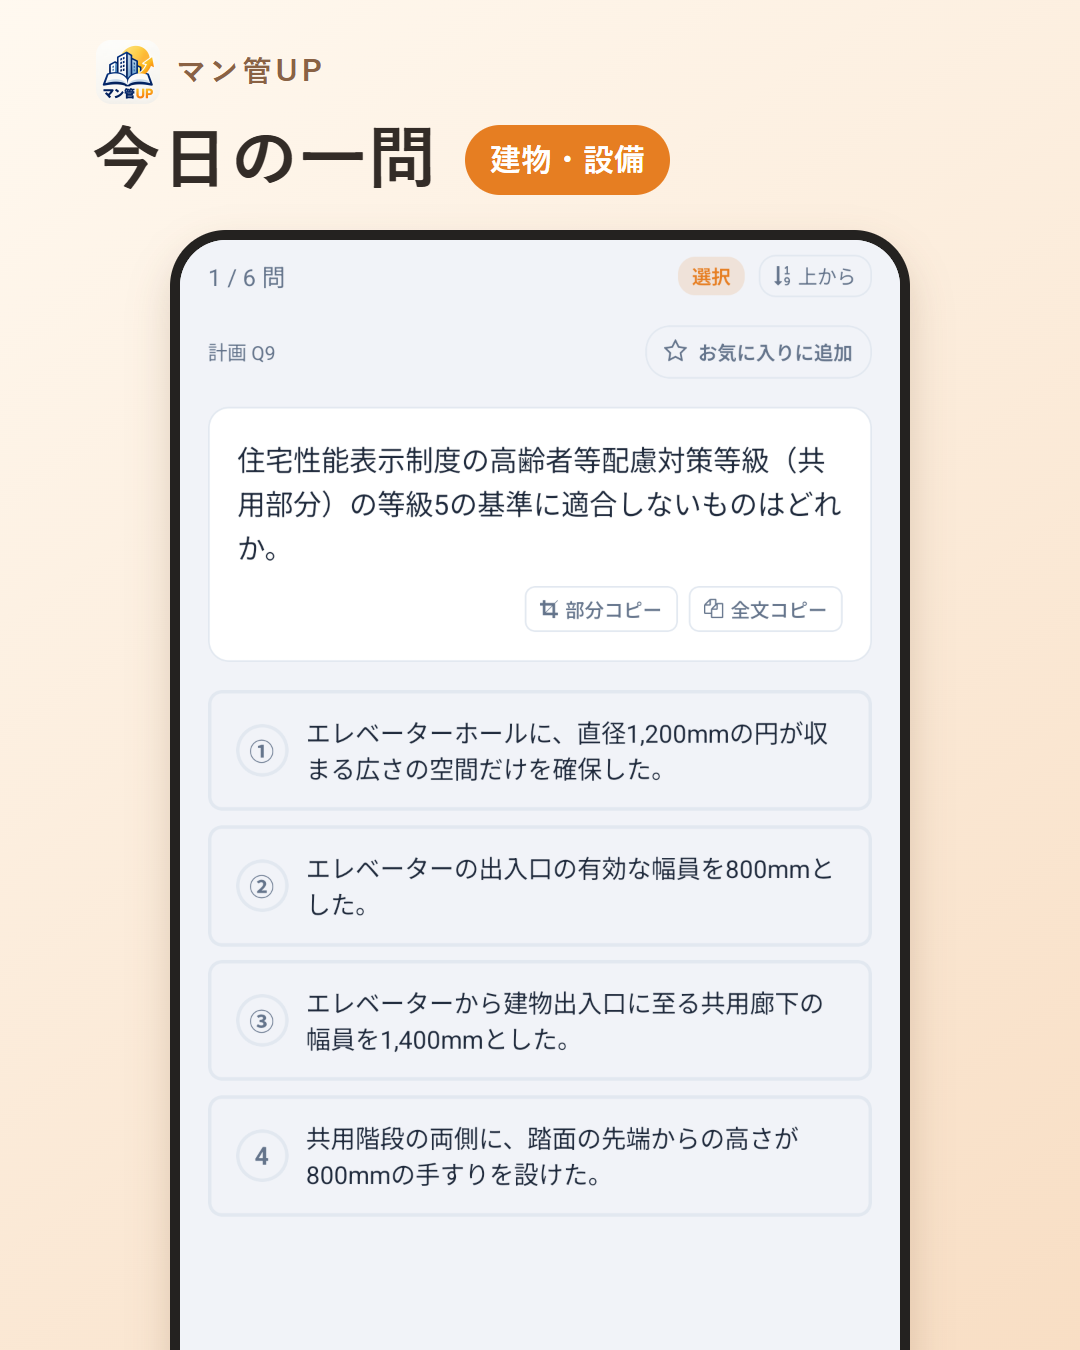 マン管UP
マン管UP
今日の一問
建物・設備
1 / 6 問
選択
上から
計画 Q9
お気に入りに追加
住宅性能表示制度の高齢者等配慮対策等級（共
用部分）の等級5の基準に適合しないものはどれ
か。
部分コピー
全文コピー
① エレベーターホールに、直径1,200mmの円が収
まる広さの空間だけを確保した。
② エレベーターの出入口の有効な幅員を800mmと
した。
③ エレベーターから建物出入口に至る共用廊下の
幅員を1,400mmとした。
4 共用階段の両側に、踏面の先端からの高さが
800mmの手すりを設けた。